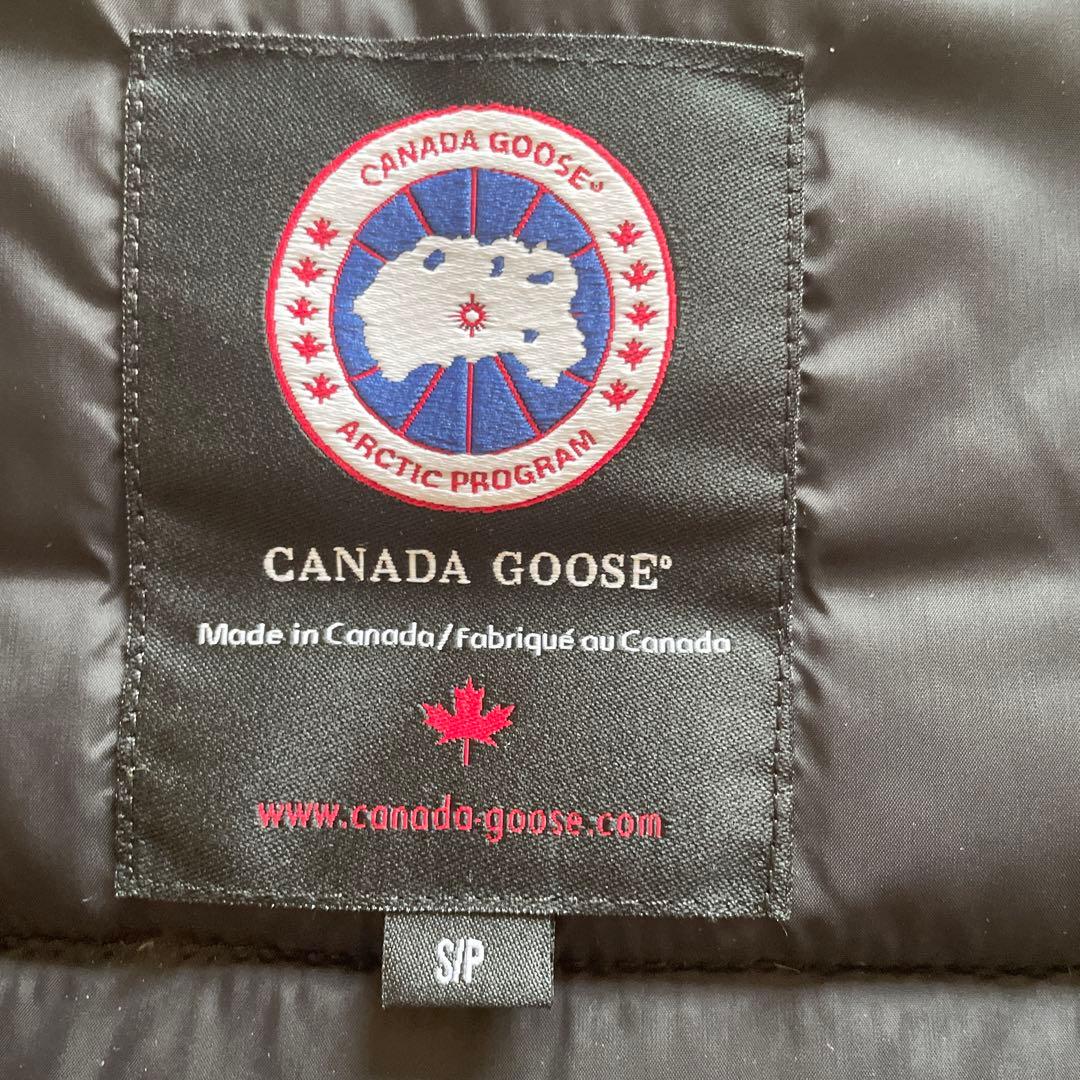 CANADA GOOSE®
ARCTIC PROGRAM
CANADA GOOSE®
Made in Canada/Fabriqué au Canada
www.canada-goose.com
S/P